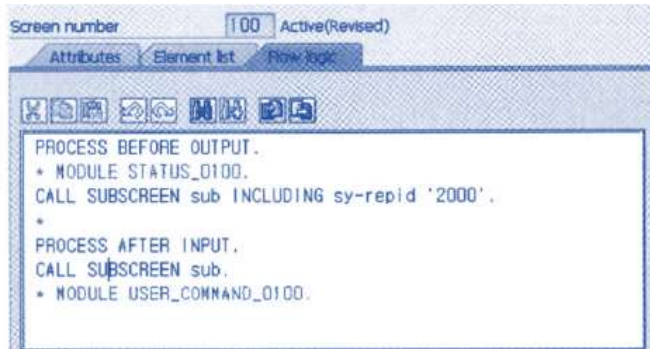 Screen number 100 Active(Revised)
Attributes Element list Flow logic
PROCESS BEFORE OUTPUT.
* MODULE STATUS_0100.
CALL SUBSCREEN sub INCLUDING sy-repid '2000'.
*
PROCESS AFTER INPUT.
CALL SUBSCREEN sub.
* MODULE USER_COMMAND_0100.